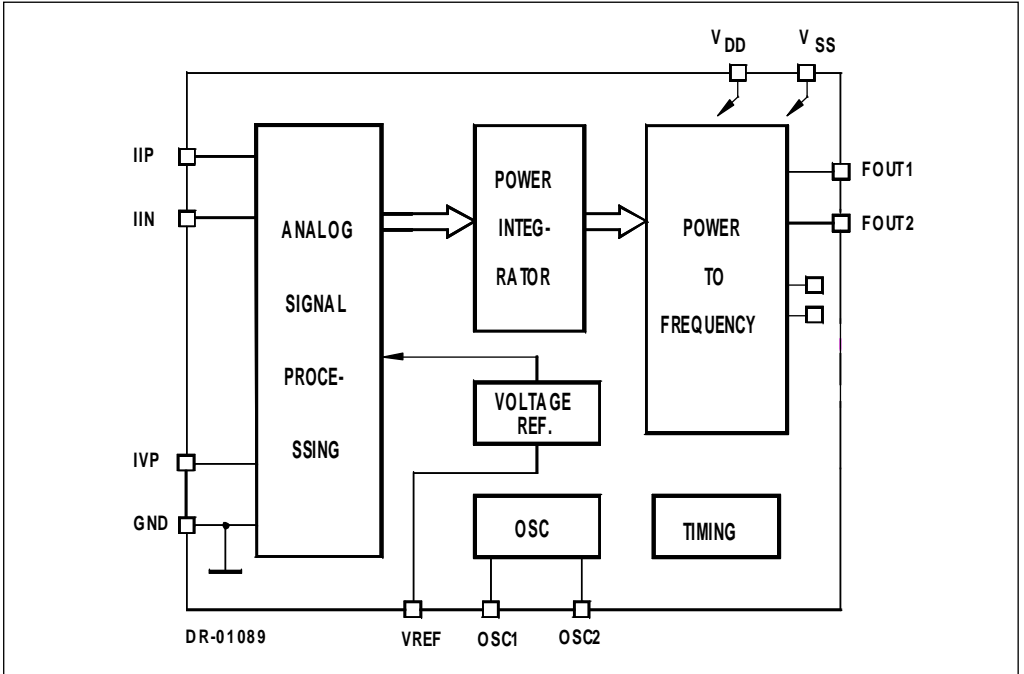 V DD
V SS
IIP
IIN
IVP
GND
ANALOG
SIGNAL
PROCE-
SSING
POWER
INTEG-
RATOR
POWER
TO
FREQUENCY
FOUT1
FOUT2
VOLTAGE
REF.
OSC
TIMING
DR-01089
VREF
OSC1
OSC2